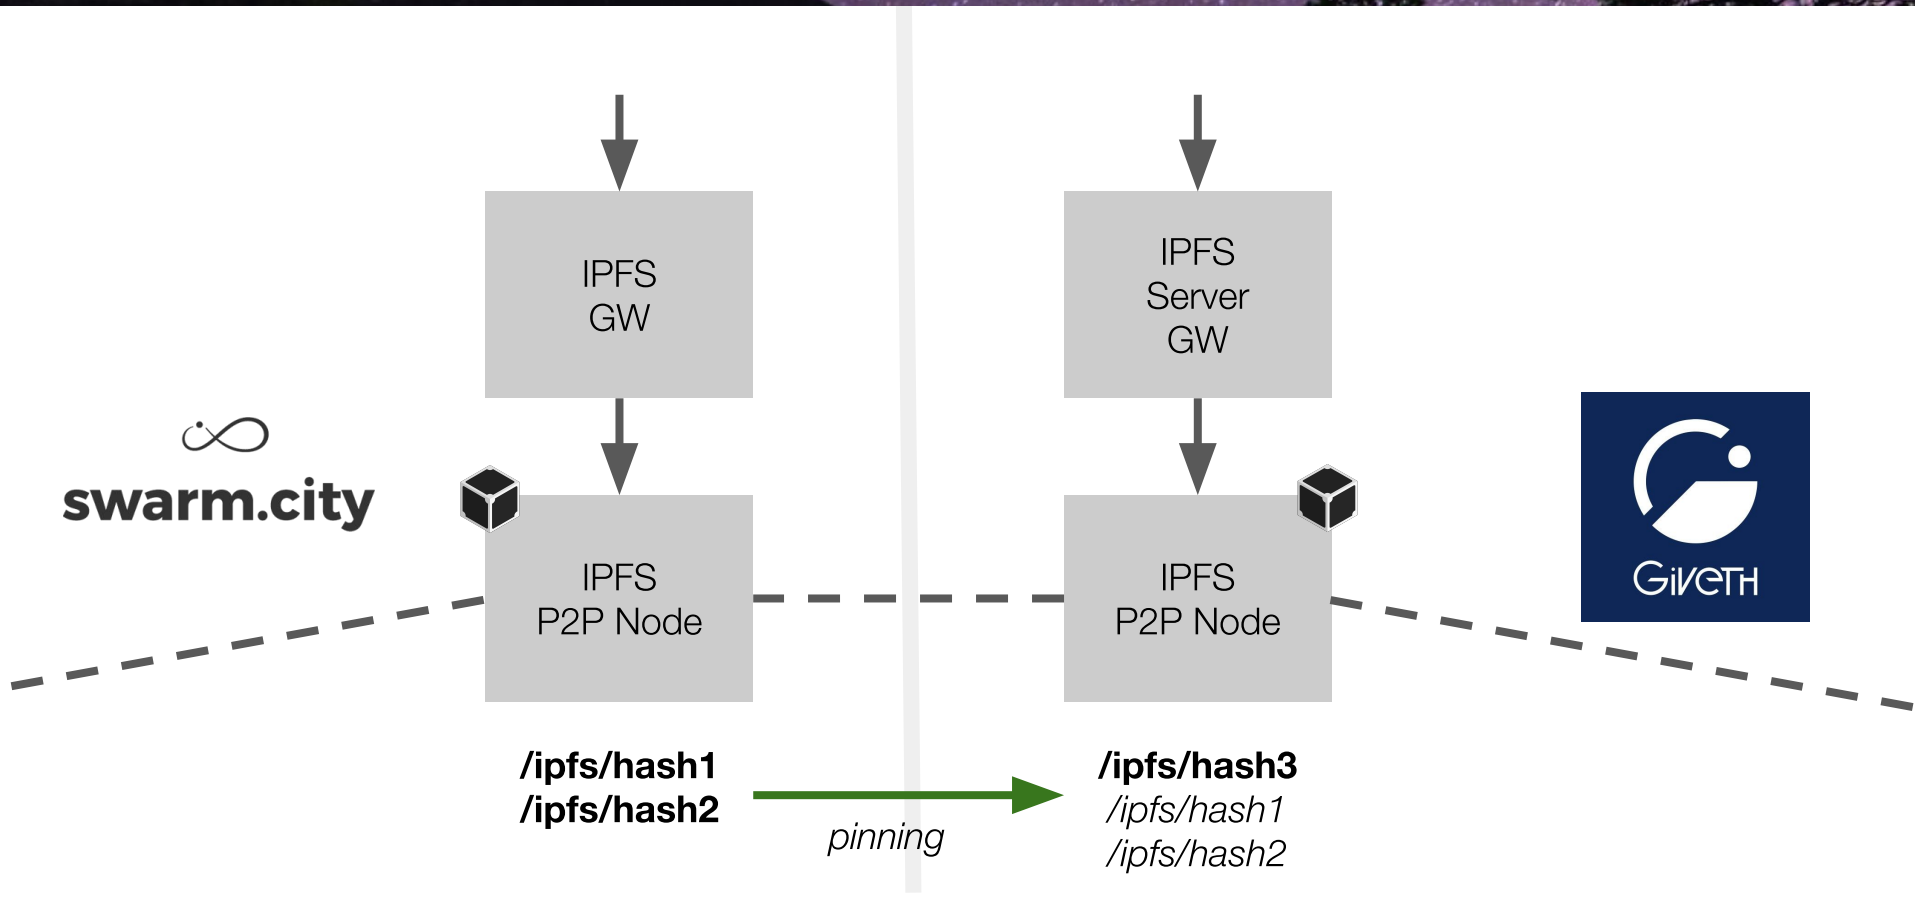 IPFS
GW
IPFS
Server
GW
swarm.city
IPFS
P2P Node
IPFS
P2P Node
GIVETH
/ipfs/hash1
/ipfs/hash2
pinning
/ipfs/hash3
/ipfs/hash1
/ipfs/hash2